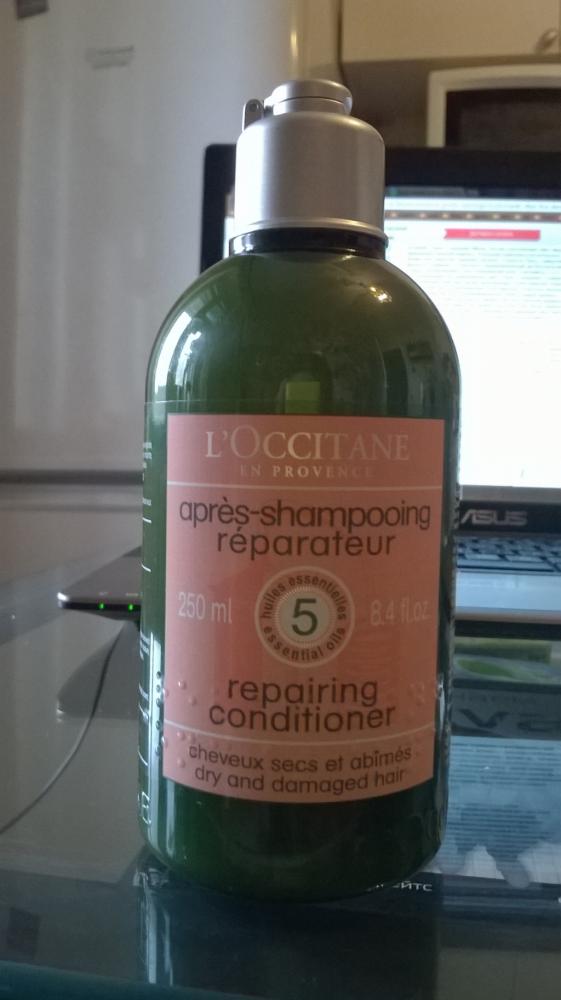 L'OCCITANE
EN PROVENCE
après-shampooing
réparateur
250 ml
huiles essentielles
5
essential oils
8.4 fl.oz.
repairing
conditioner
cheveux secs et abîmés
dry and damaged hair
ASUS